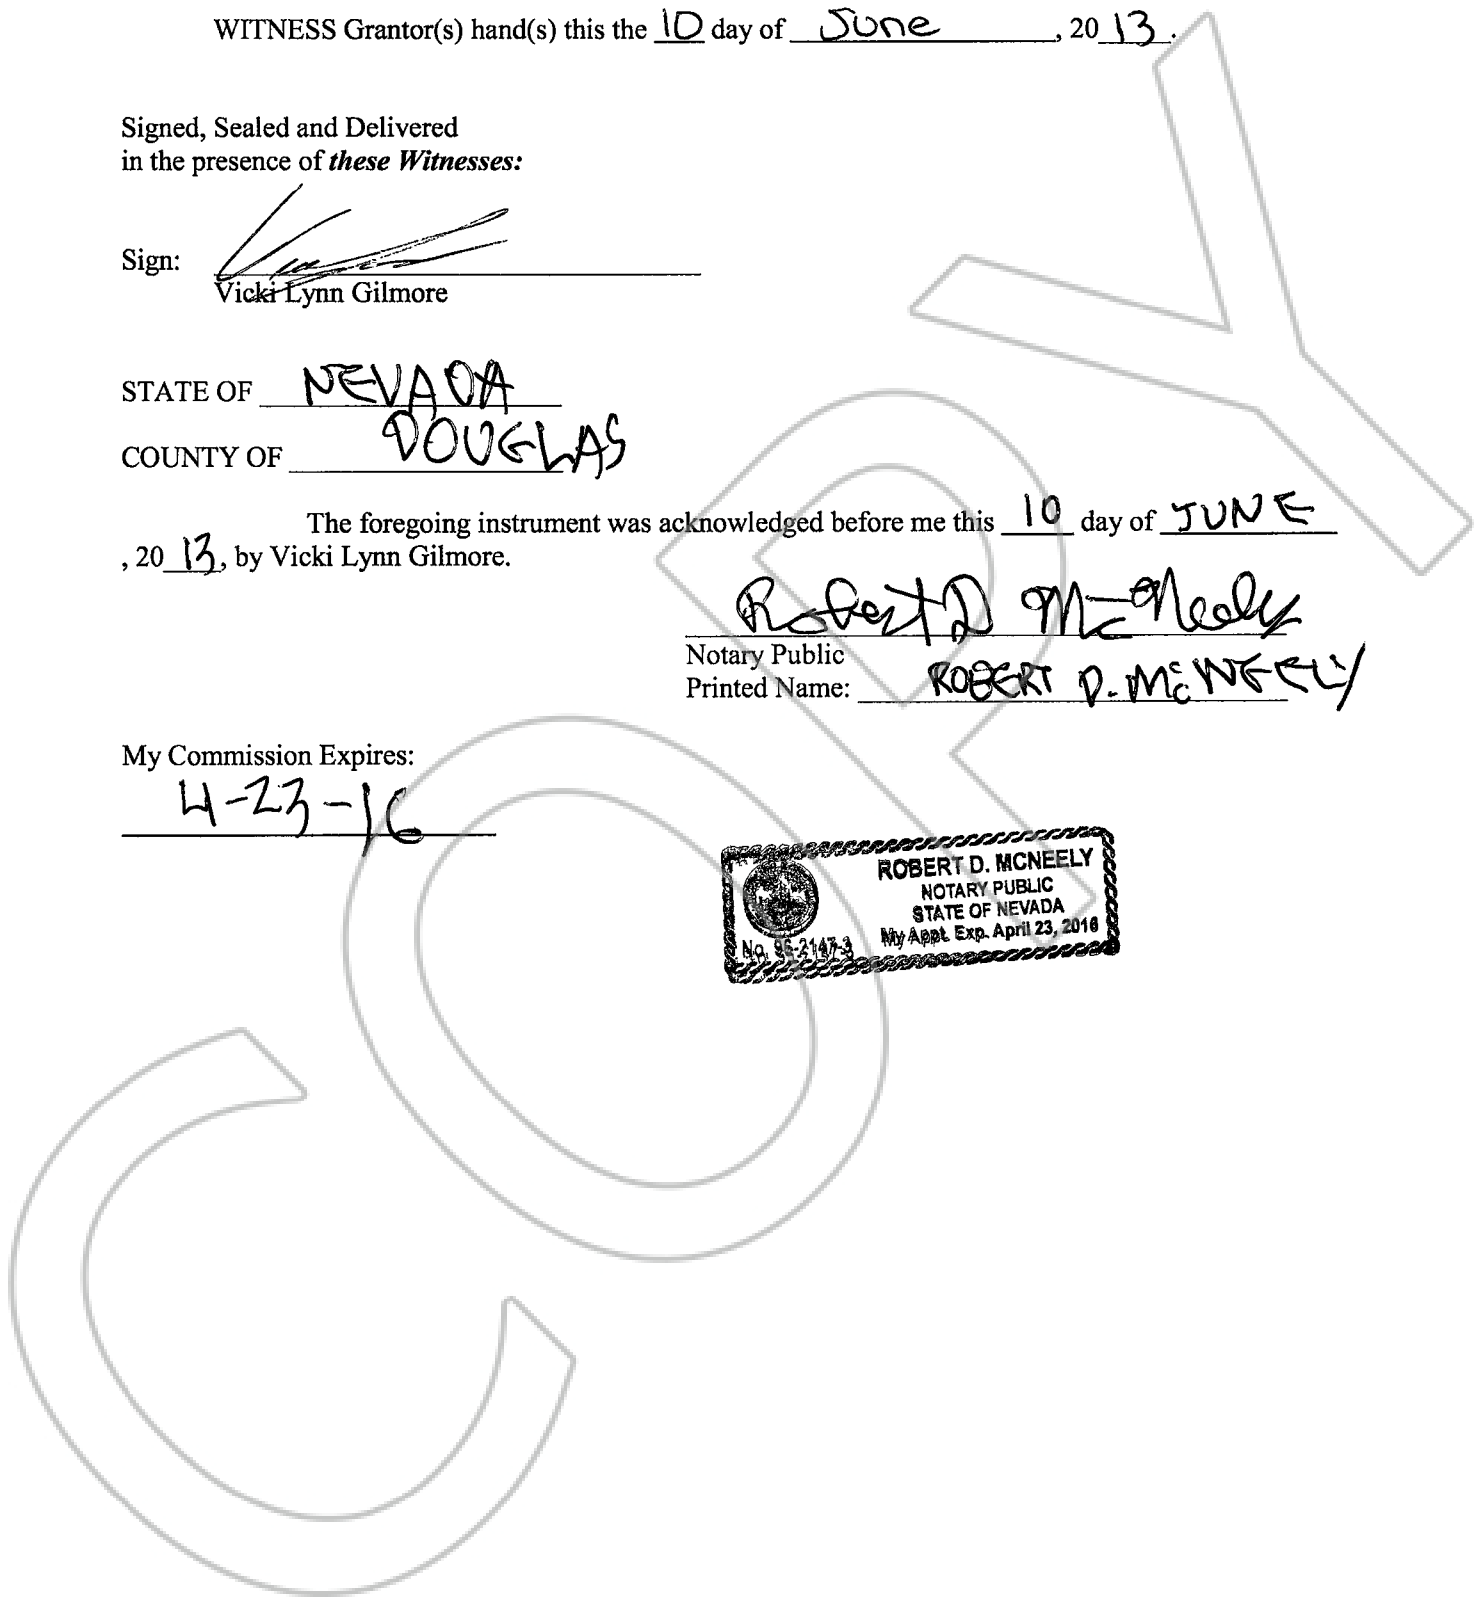 WITNESS Grantor(s) hand(s) this the 10 day of June, 2013.
Signed, Sealed and Delivered
in the presence of these Witnesses:
Sign:
Vicki Lynn Gilmore
STATE OF NEVADA
COUNTY OF DOUGLAS
The foregoing instrument was acknowledged before me this 10 day of JUNE
, 2013, by Vicki Lynn Gilmore.
Robert D McNeely
Notary Public
Printed Name: ROBERT D. McNEELY
My Commission Expires:
4-23-16
ROBERT D. MCNEELY
NOTARY PUBLIC
STATE OF NEVADA
My Appt. Exp. April 23, 2016
No.
COPY